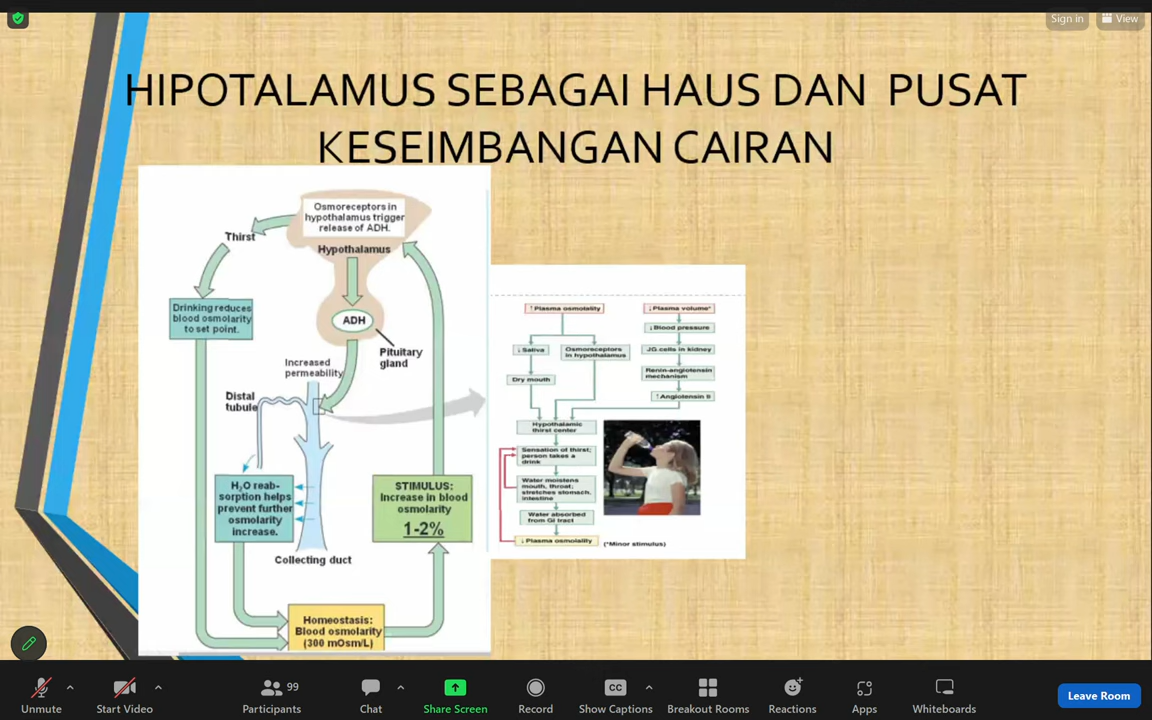 Sign in
View
HIPOTALAMUS SEBAGAI HAUS DAN PUSAT
KESEIMBANGAN CAIRAN
Osmoreceptors in
hypothalamus trigger
release of ADH.
Thirst
Hypothalamus
Drinking reduces
blood osmolarity
to set point.
ADH
Pituitary
gland
Increased
permeability
Distal
tubule
H₂O reab-
sorption helps
prevent further
osmolarity
increase.
STIMULUS:
Increase in blood
osmolarity
1-2%
Collecting duct
Homeostasis:
Blood osmolarity
(300 mOsm/L)
↑ Plasma osmolality
↓ Plasma volume*
↓ Blood pressure
↓ Saliva
Osmoreceptors
in hypothalamus
JG cells in kidney
Dry mouth
Renin-angiotensin
mechanism
↑ Angiotensin II
Hypothalamic
thirst center
Sensation of thirst;
person takes a
drink
Water moistens
mouth, throat;
stretches stomach,
intestine
Water absorbed
from GI tract
↓ Plasma osmolality
(*Minor stimulus)
Unmute
Start Video
99
Participants
Chat
Share Screen
Record
CC
Show Captions
Breakout Rooms
Reactions
Apps
Whiteboards
Leave Room